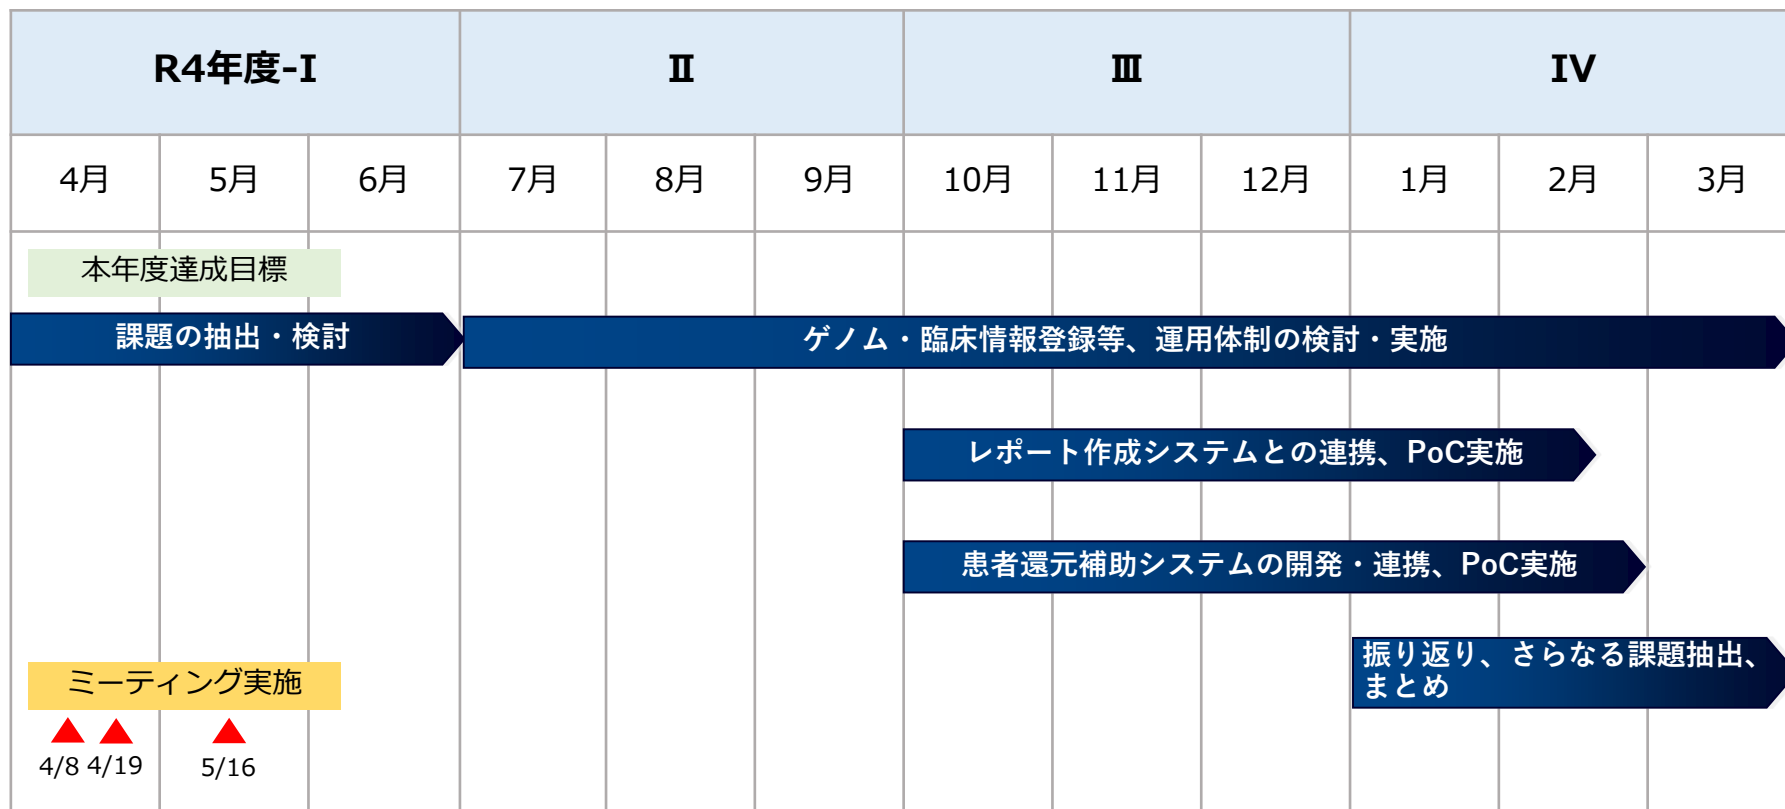 R4年度-I
Ⅱ
Ⅲ
IV
4月
5月
6月
7月
8月
9月
10月
11月
12月
1月
2月
3月
本年度達成目標
課題の抽出・検討
ゲノム・臨床情報登録等、運用体制の検討・実施
レポート作成システムとの連携、PoC実施
患者還元補助システムの開発・連携、PoC実施
振り返り、さらなる課題抽出、
まとめ
ミーティング実施
4/8
4/19
5/16